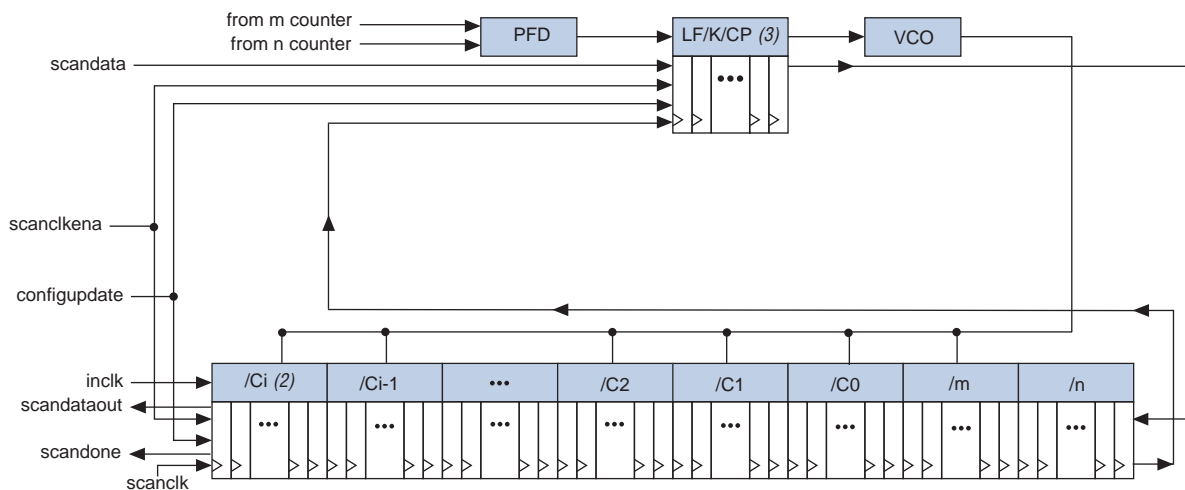 from m counter
from n counter
PFD
LF/K/CP (3)
VCO
scandata
scanclkena
configupdate
inclk
/Ci (2)
/Ci-1
•••
/C2
/C1
/C0
/m
/n
scandataout
scandone
scanclk